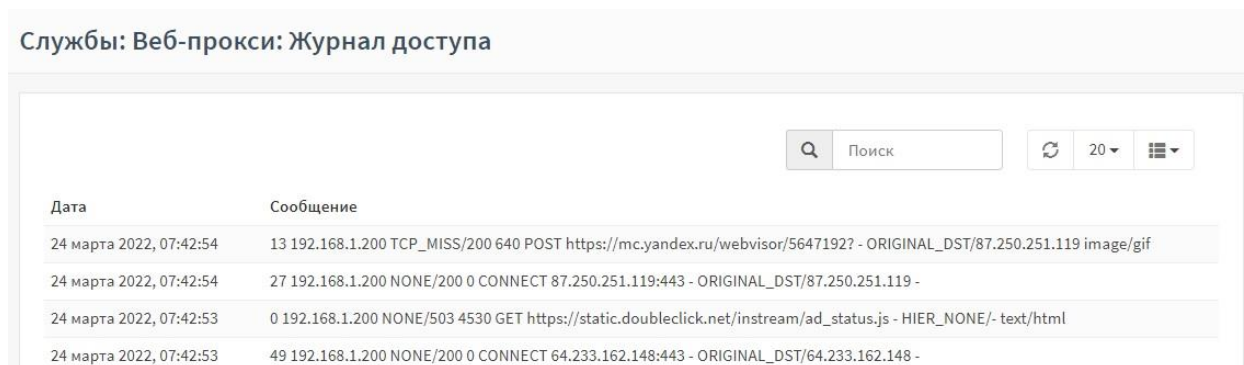 Службы: Веб-прокси: Журнал доступа
Поиск
20
Дата Сообщение
24 марта 2022, 07:42:54 13 192.168.1.200 TCP_MISS/200 640 POST https://mc.yandex.ru/webvisor/5647192? - ORIGINAL_DST/87.250.251.119 image/gif
24 марта 2022, 07:42:54 27 192.168.1.200 NONE/200 0 CONNECT 87.250.251.119:443 - ORIGINAL_DST/87.250.251.119 -
24 марта 2022, 07:42:53 0 192.168.1.200 NONE/503 4530 GET https://static.doubleclick.net/instream/ad_status.js - HIER_NONE/- text/html
24 марта 2022, 07:42:53 49 192.168.1.200 NONE/200 0 CONNECT 64.233.162.148:443 - ORIGINAL_DST/64.233.162.148 -